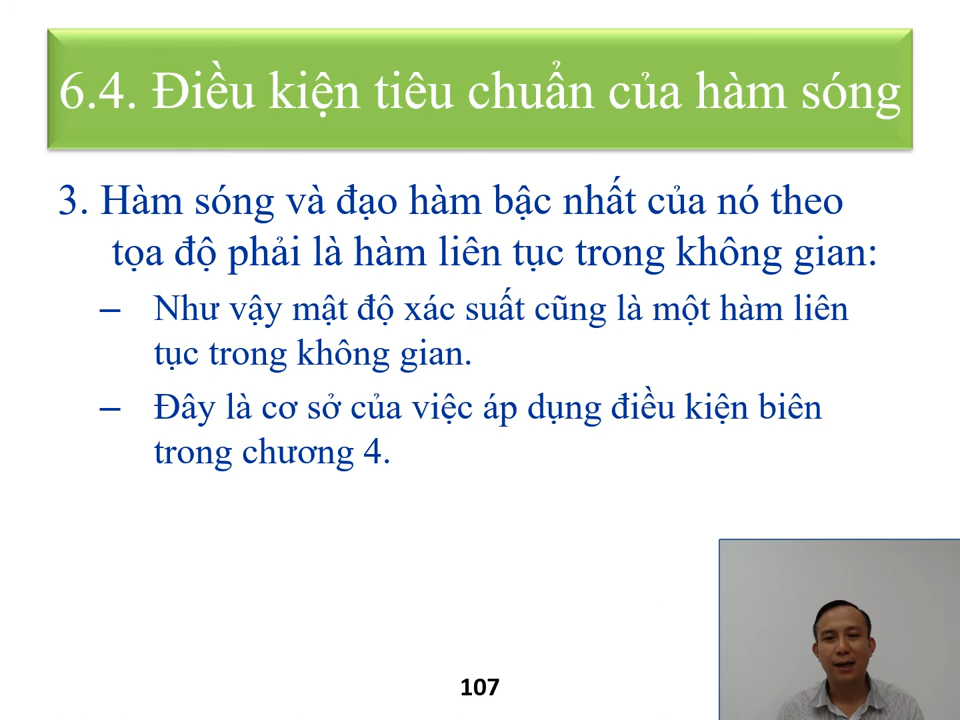 6.4. Điều kiện tiêu chuẩn của hàm sóng
3. Hàm sóng và đạo hàm bậc nhất của nó theo
tọa độ phải là hàm liên tục trong không gian:
– Như vậy mật độ xác suất cũng là một hàm liên
tục trong không gian.
– Đây là cơ sở của việc áp dụng điều kiện biên
trong chương 4.
107